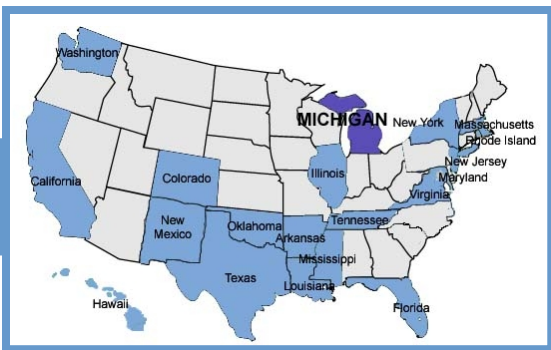 Washington
MICHIGAN
New York
Massachusetts
Rhode Island
New Jersey
Maryland
Illinois
California
Colorado
Virginia
New
Mexico
Oklahoma
Tennessee
Arkansas
Mississippi
Texas
Louisiana
Hawaii
Florida